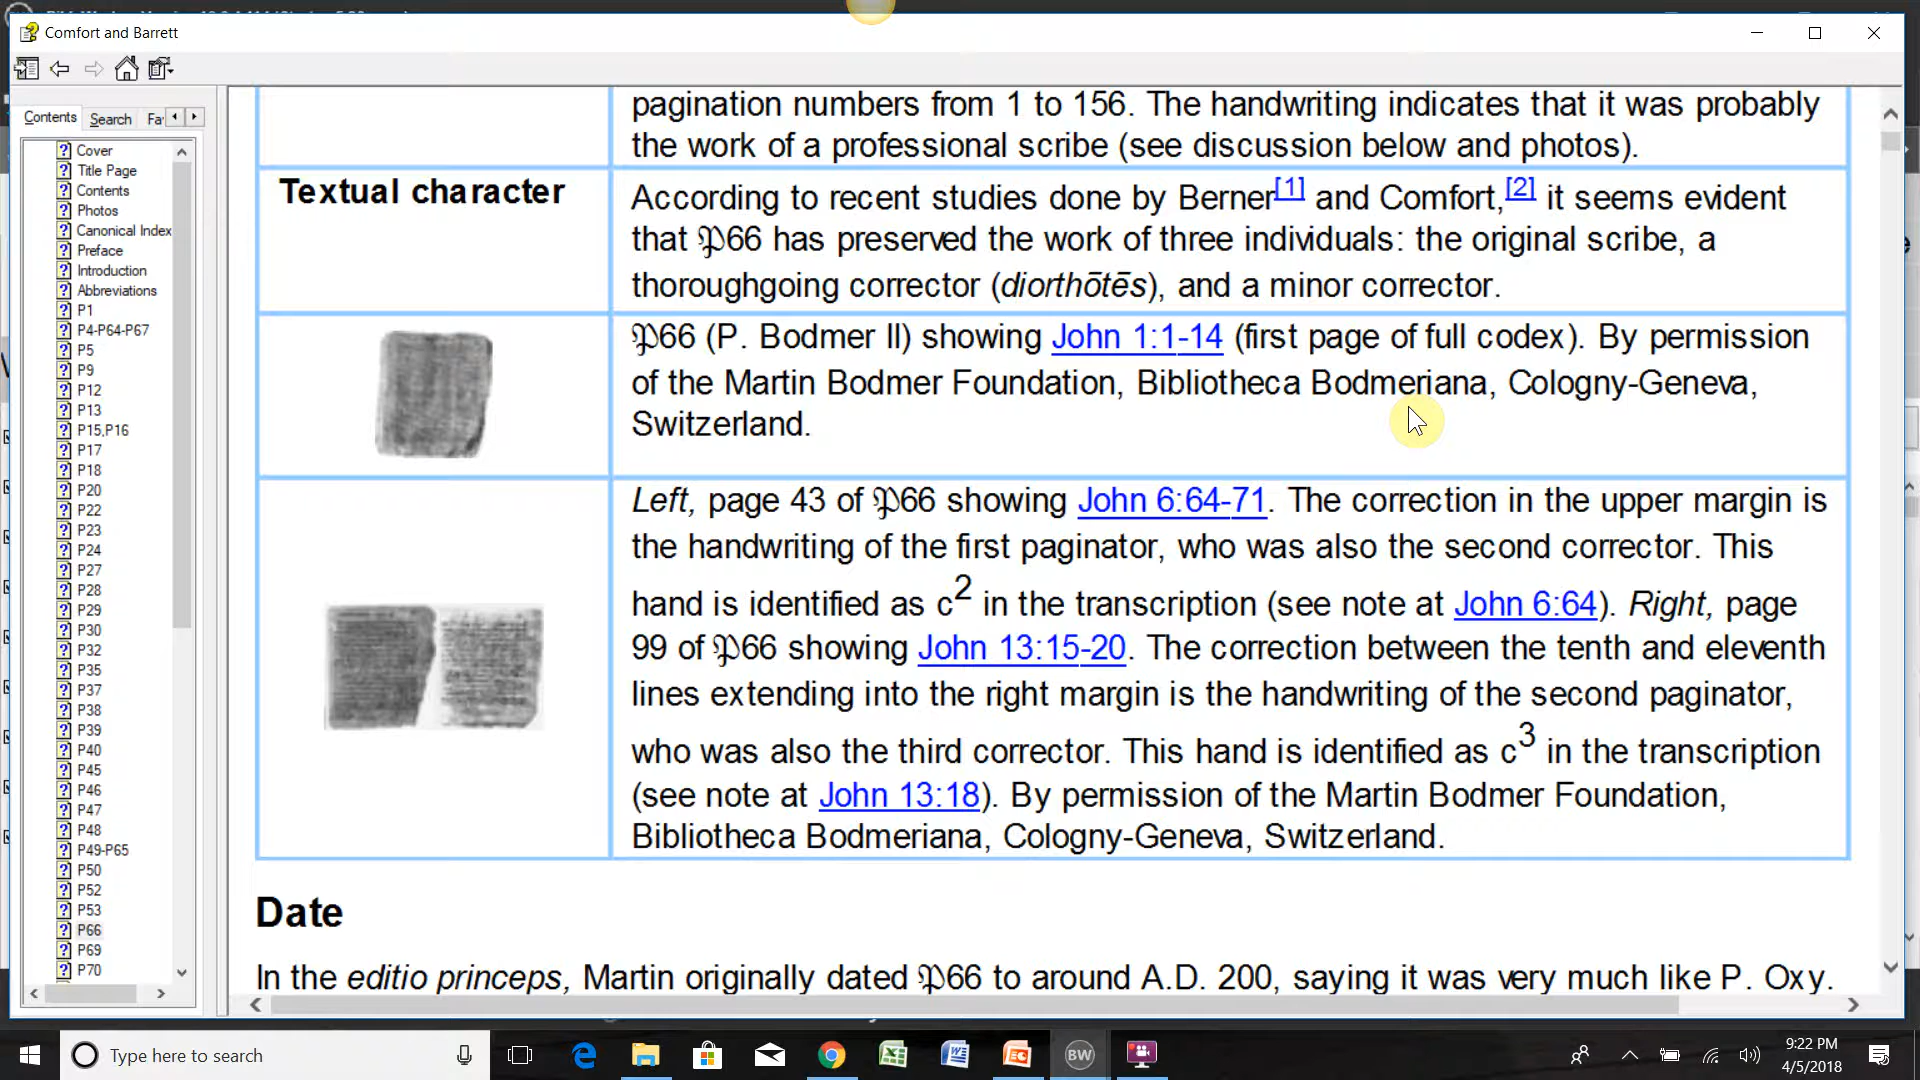 Comfort and Barrett
Contents
Search
Fa
Cover
Title Page
Contents
Photos
Canonical Index
Preface
Introduction
Abbreviations
P1
P4-P64-P67
P5
P9
P12
P13
P15,P16
P17
P18
P20
P22
P23
P24
P27
P28
P29
P30
P32
P35
P37
P38
P39
P40
P45
P46
P47
P48
P49-P65
P50
P52
P53
P66
P69
P70
pagination numbers from 1 to 156. The handwriting indicates that it was probably
the work of a professional scribe (see discussion below and photos).
Textual character
According to recent studies done by Berner[1] and Comfort,[2] it seems evident
that 𝔓66 has preserved the work of three individuals: the original scribe, a
thoroughgoing corrector (diorthōtēs), and a minor corrector.
𝔓66 (P. Bodmer II) showing John 1:1-14 (first page of full codex). By permission
of the Martin Bodmer Foundation, Bibliotheca Bodmeriana, Cologny-Geneva,
Switzerland.
Left, page 43 of 𝔓66 showing John 6:64-71. The correction in the upper margin is
the handwriting of the first paginator, who was also the second corrector. This
hand is identified as c2 in the transcription (see note at John 6:64). Right, page
99 of 𝔓66 showing John 13:15-20. The correction between the tenth and eleventh
lines extending into the right margin is the handwriting of the second paginator,
who was also the third corrector. This hand is identified as c3 in the transcription
(see note at John 13:18). By permission of the Martin Bodmer Foundation,
Bibliotheca Bodmeriana, Cologny-Geneva, Switzerland.
Date
In the editio princeps, Martin originally dated 𝔓66 to around A.D. 200, saying it was very much like P. Oxy.
Type here to search
BW
9:22 PM
4/5/2018